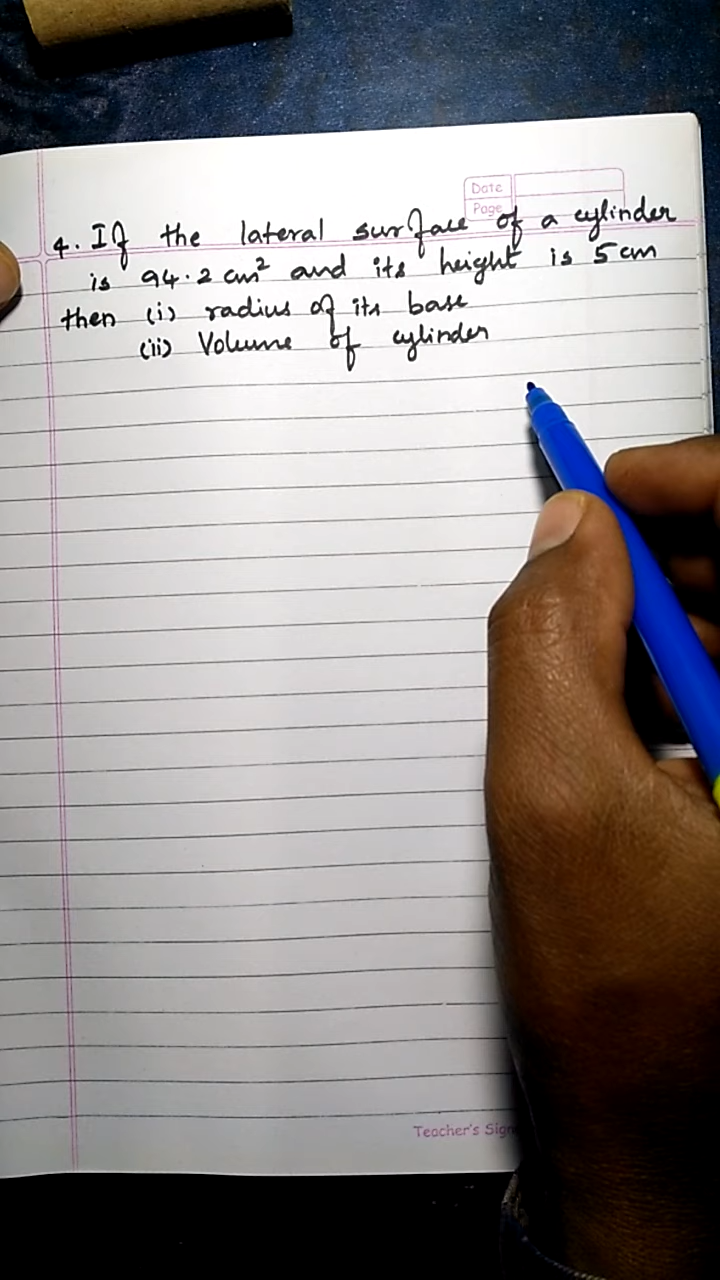 Date
Page
4. If the lateral surface of a cylinder
is 94.2 cm² and its height is 5 cm
then (i) radius of its base
(ii) Volume of cylinder
Teacher's